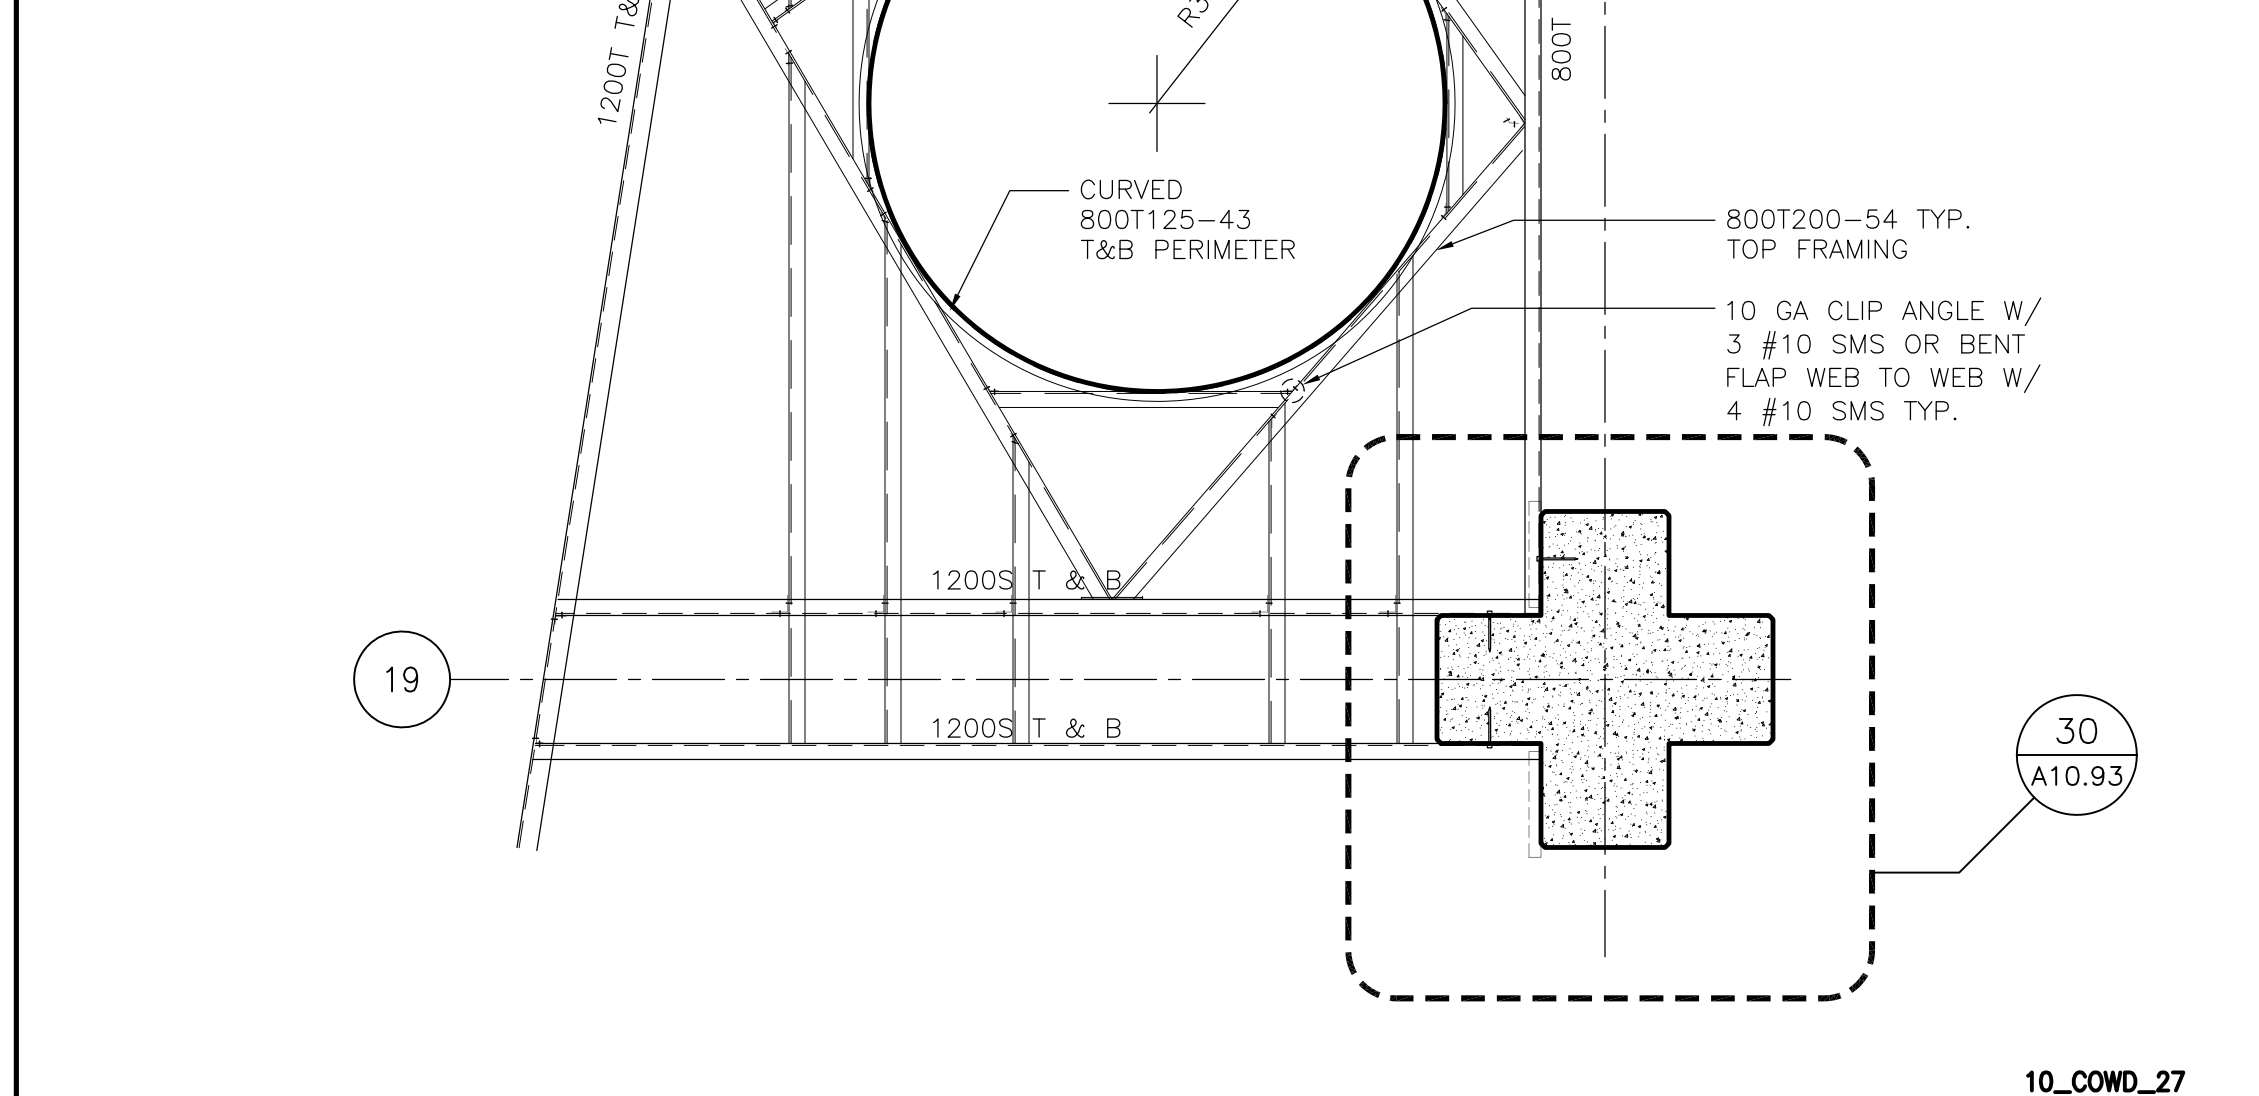 1200T T&
R3
800T
CURVED
800T125-43
T&B PERIMETER
800T200-54 TYP.
TOP FRAMING
10 GA CLIP ANGLE W/
3 #10 SMS OR BENT
FLAP WEB TO WEB W/
4 #10 SMS TYP.
1200S T & B
19
1200S T & B
30
A10.93
10_COWD_27